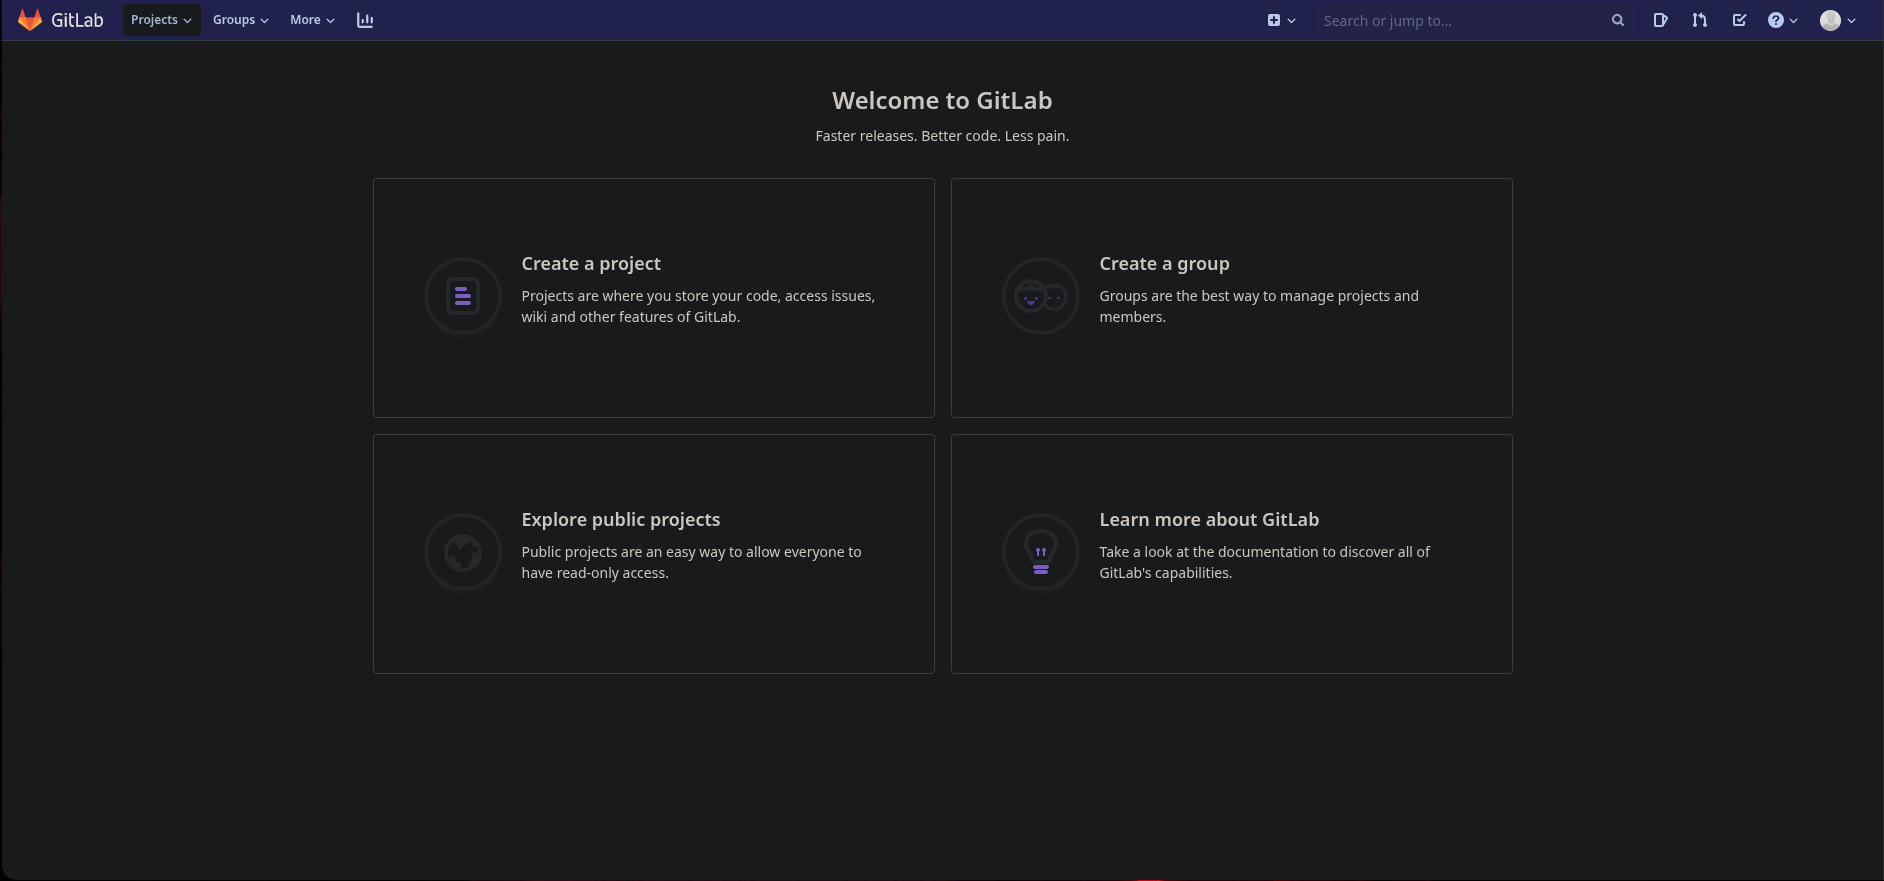 GitLab Projects Groups More Search or jump to...
Welcome to GitLab
Faster releases. Better code. Less pain.
Create a project
Projects are where you store your code, access issues,
wiki and other features of GitLab.
Create a group
Groups are the best way to manage projects and
members.
Explore public projects
Public projects are an easy way to allow everyone to
have read-only access.
Learn more about GitLab
Take a look at the documentation to discover all of
GitLab's capabilities.